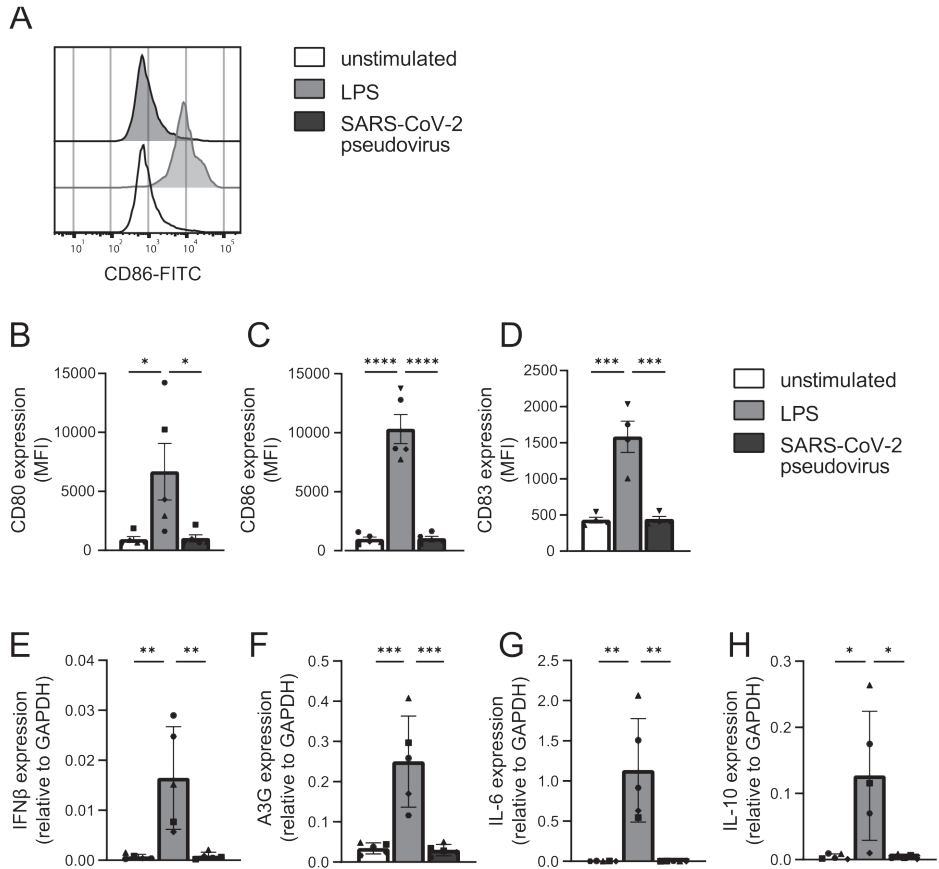 A
unstimulated
LPS
SARS-CoV-2
pseudovirus
10¹ 10² 10³ 10⁴ 10⁵
CD86-FITC
B
CD80 expression
(MFI)
15000
10000
5000
0
* *
C
CD86 expression
(MFI)
15000
10000
5000
0
**** ****
D
CD83 expression
(MFI)
2500
2000
1500
1000
500
0
*** ***
unstimulated
LPS
SARS-CoV-2
pseudovirus
E
IFNβ expression
(relative to GAPDH)
0.04
0.03
0.02
0.01
0.00
** **
F
A3G expression
(relative to GAPDH)
0.5
0.4
0.3
0.2
0.1
0.0
*** ***
G
IL-6 expression
(relative to GAPDH)
2.5
2.0
1.5
1.0
0.5
0.0
** **
H
IL-10 expression
(relative to GAPDH)
0.3
0.2
0.1
0.0
* *